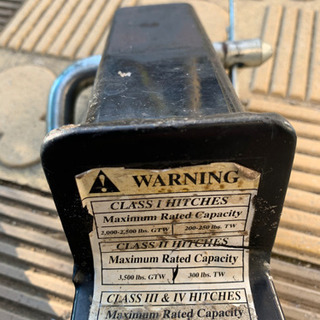 WARNING
CLASS I HITCHES
Maximum Rated Capacity
2,000-2,500 lbs. GTW 200-250 lbs. TW
CLASS II HITCHES
Maximum Rated Capacity
3,500 lbs. GTW 300 lbs. TW
CLASS III & IV HITCHES
Maximum Rated Capacity